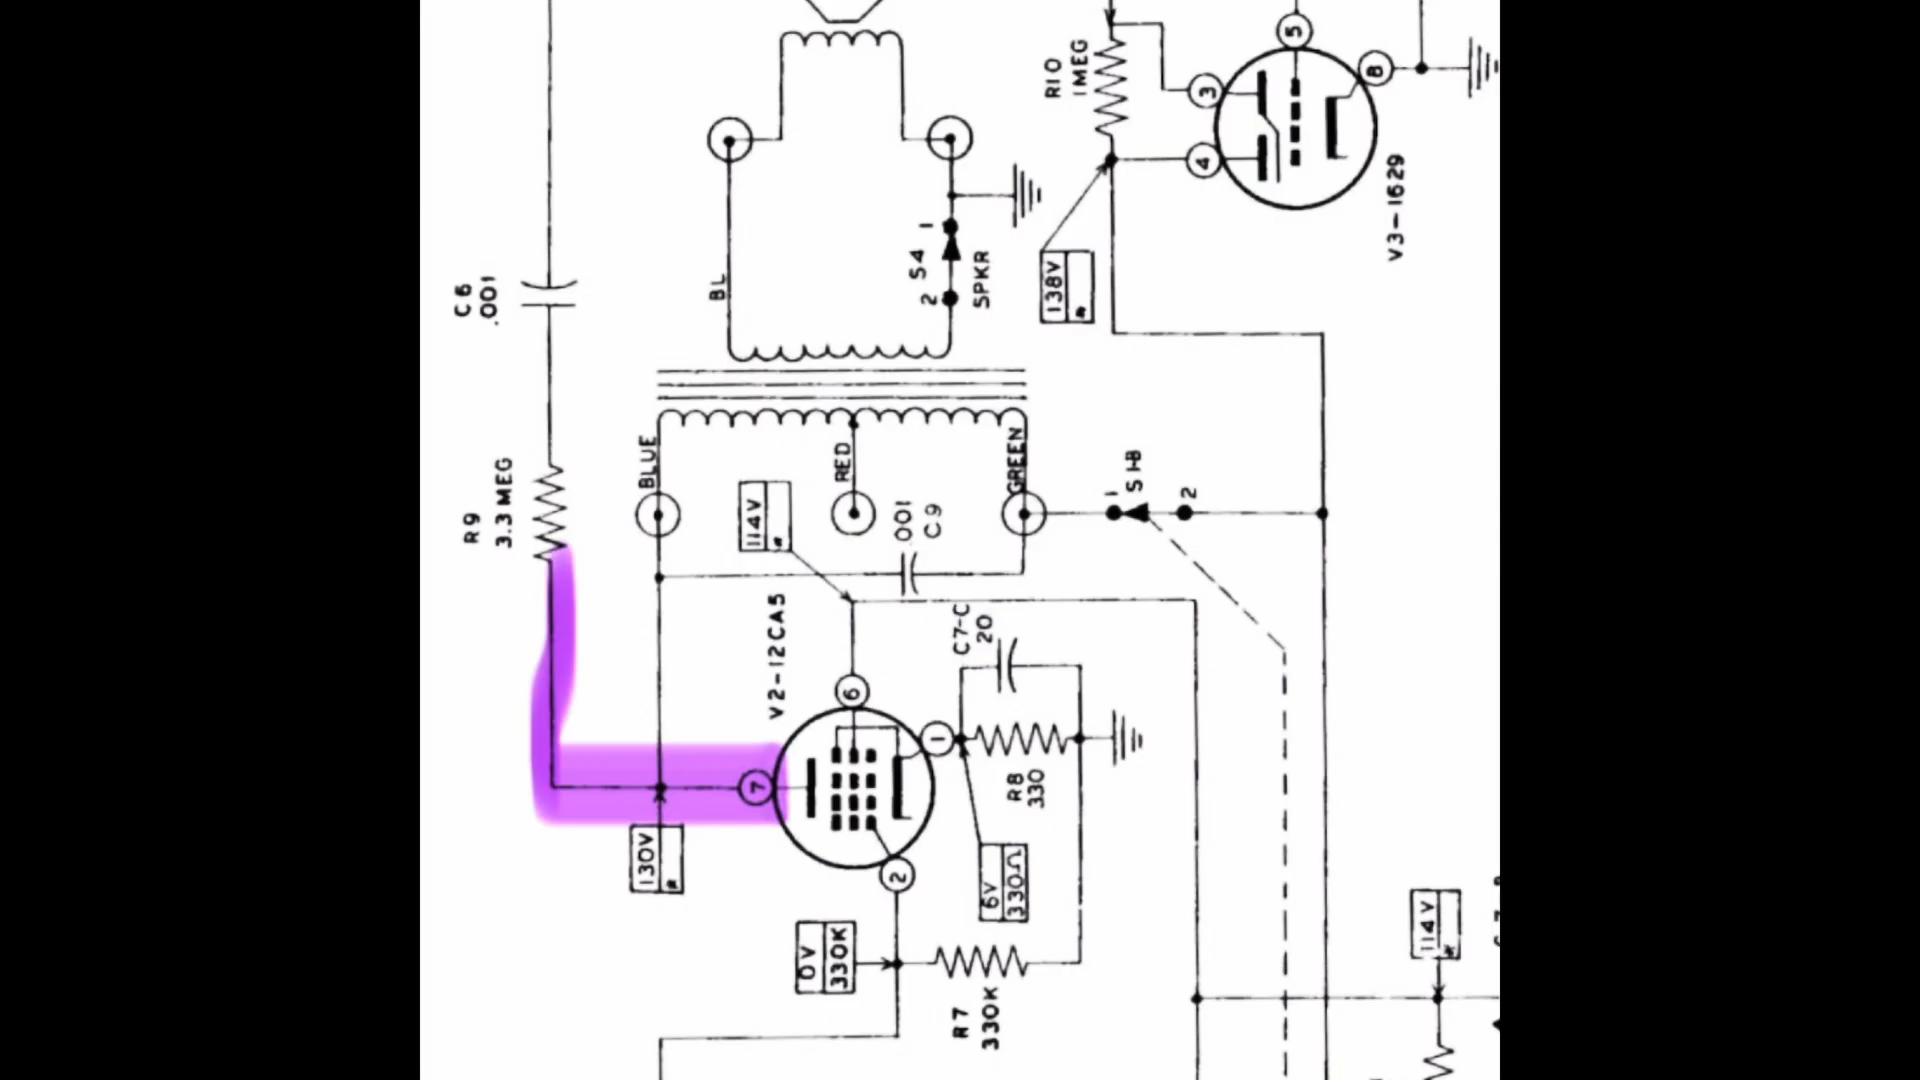 5
8
3
4
R10
1MEG
V3-1629
138V
*
C6
.001
BL
S4
1
2
SPKR
BLUE
RED
GREEN
R9
3.3 MEG
114V
*
.001
C9
1
S1-B
2
V2-12CA5
6
C7-C
20
1
7
2
R8
330
130V
*
6V
330Ω
0V
330K
R7
330K
114V
*